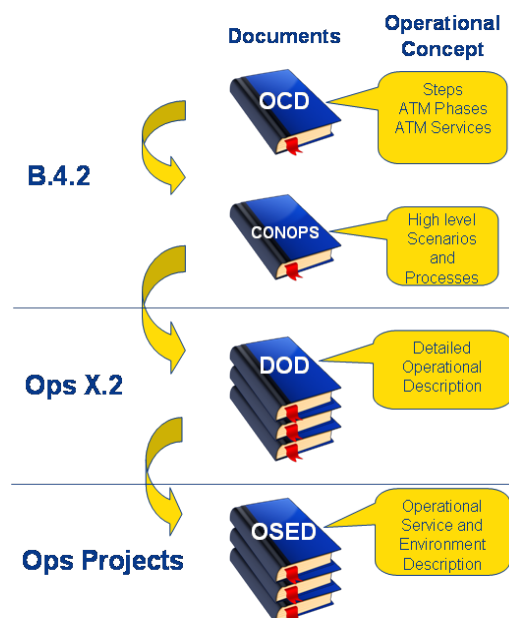 Documents
Operational
Concept
OCD
Steps
ATM Phases
ATM Services
B.4.2
CONOPS
High level
Scenarios
and
Processes
Ops X.2
DOD
Detailed
Operational
Description
Ops Projects
OSED
Operational
Service and
Environment
Description